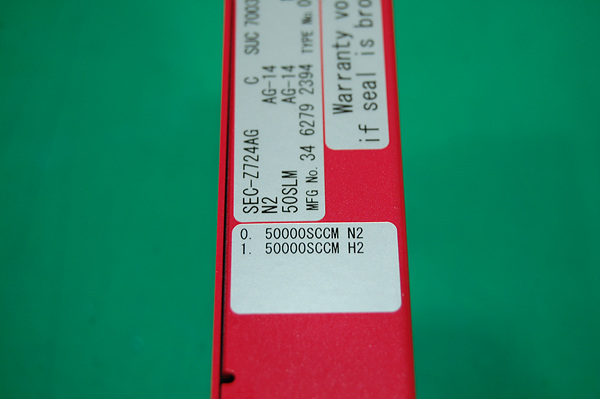 SEC-Z724AG C SUC 7003
N2 AG-14
50SLM AG-14
MFG No. 34 6279 2394 TYPE No.
Warranty vo
if seal is bro
0. 50000SCCM N2
1. 50000SCCM H2